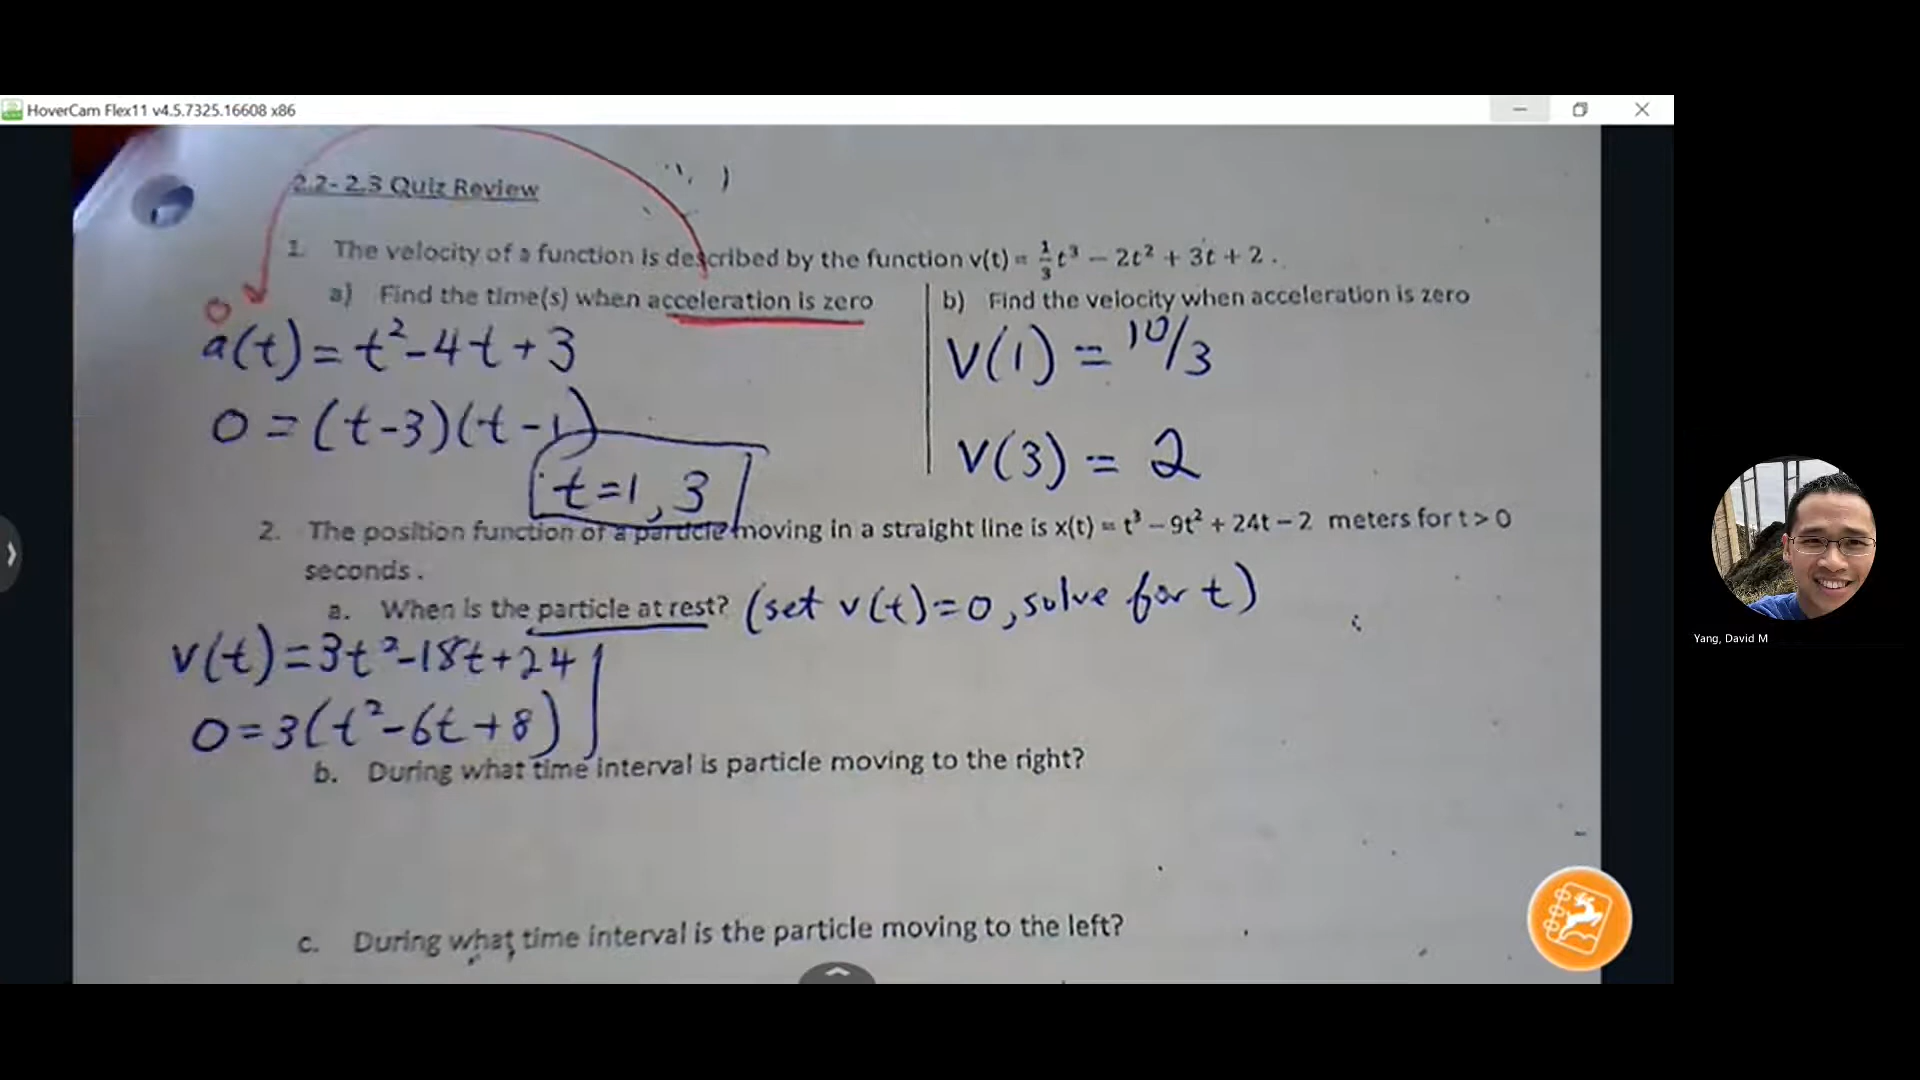 HoverCam Flex11 v4.5.7325.16608 x86
2.2-2.3 Quiz Review
1. The velocity of a function is described by the function v(t) = 1/3 t³ − 2t² + 3t + 2 .
a) Find the time(s) when acceleration is zero
b) Find the velocity when acceleration is zero
0
a(t) = t²-4t+3
0 = (t-3)(t-1)
t=1, 3
v(1) = 10/3
v(3) = 2
2. The position function of a particle moving in a straight line is x(t) = t³ − 9t² + 24t − 2 meters for t > 0
seconds .
a. When is the particle at rest? (set v(t)=0, solve for t)
v(t)=3t²-18t+24
0=3(t²-6t+8)
b. During what time interval is particle moving to the right?
c. During what time interval is the particle moving to the left?
Yang, David M